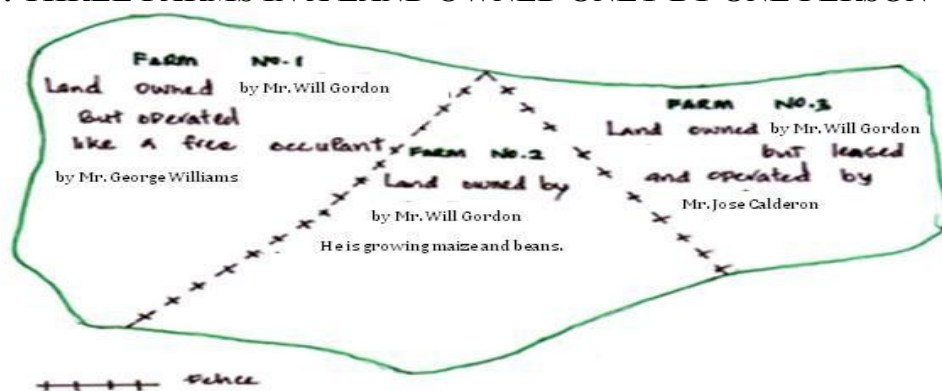 THREE FARMS IN A LAND OWNED ONLY BY ONE PERSON
FARM No.1
Land owned by Mr. Will Gordon
But operated
like a free occupant
by Mr. George Williams
FARM No.2
Land owned by
by Mr. Will Gordon
He is growing maize and beans.
FARM No.3
Land owned by Mr. Will Gordon
but leased
and operated by
Mr. Jose Calderon
Fence